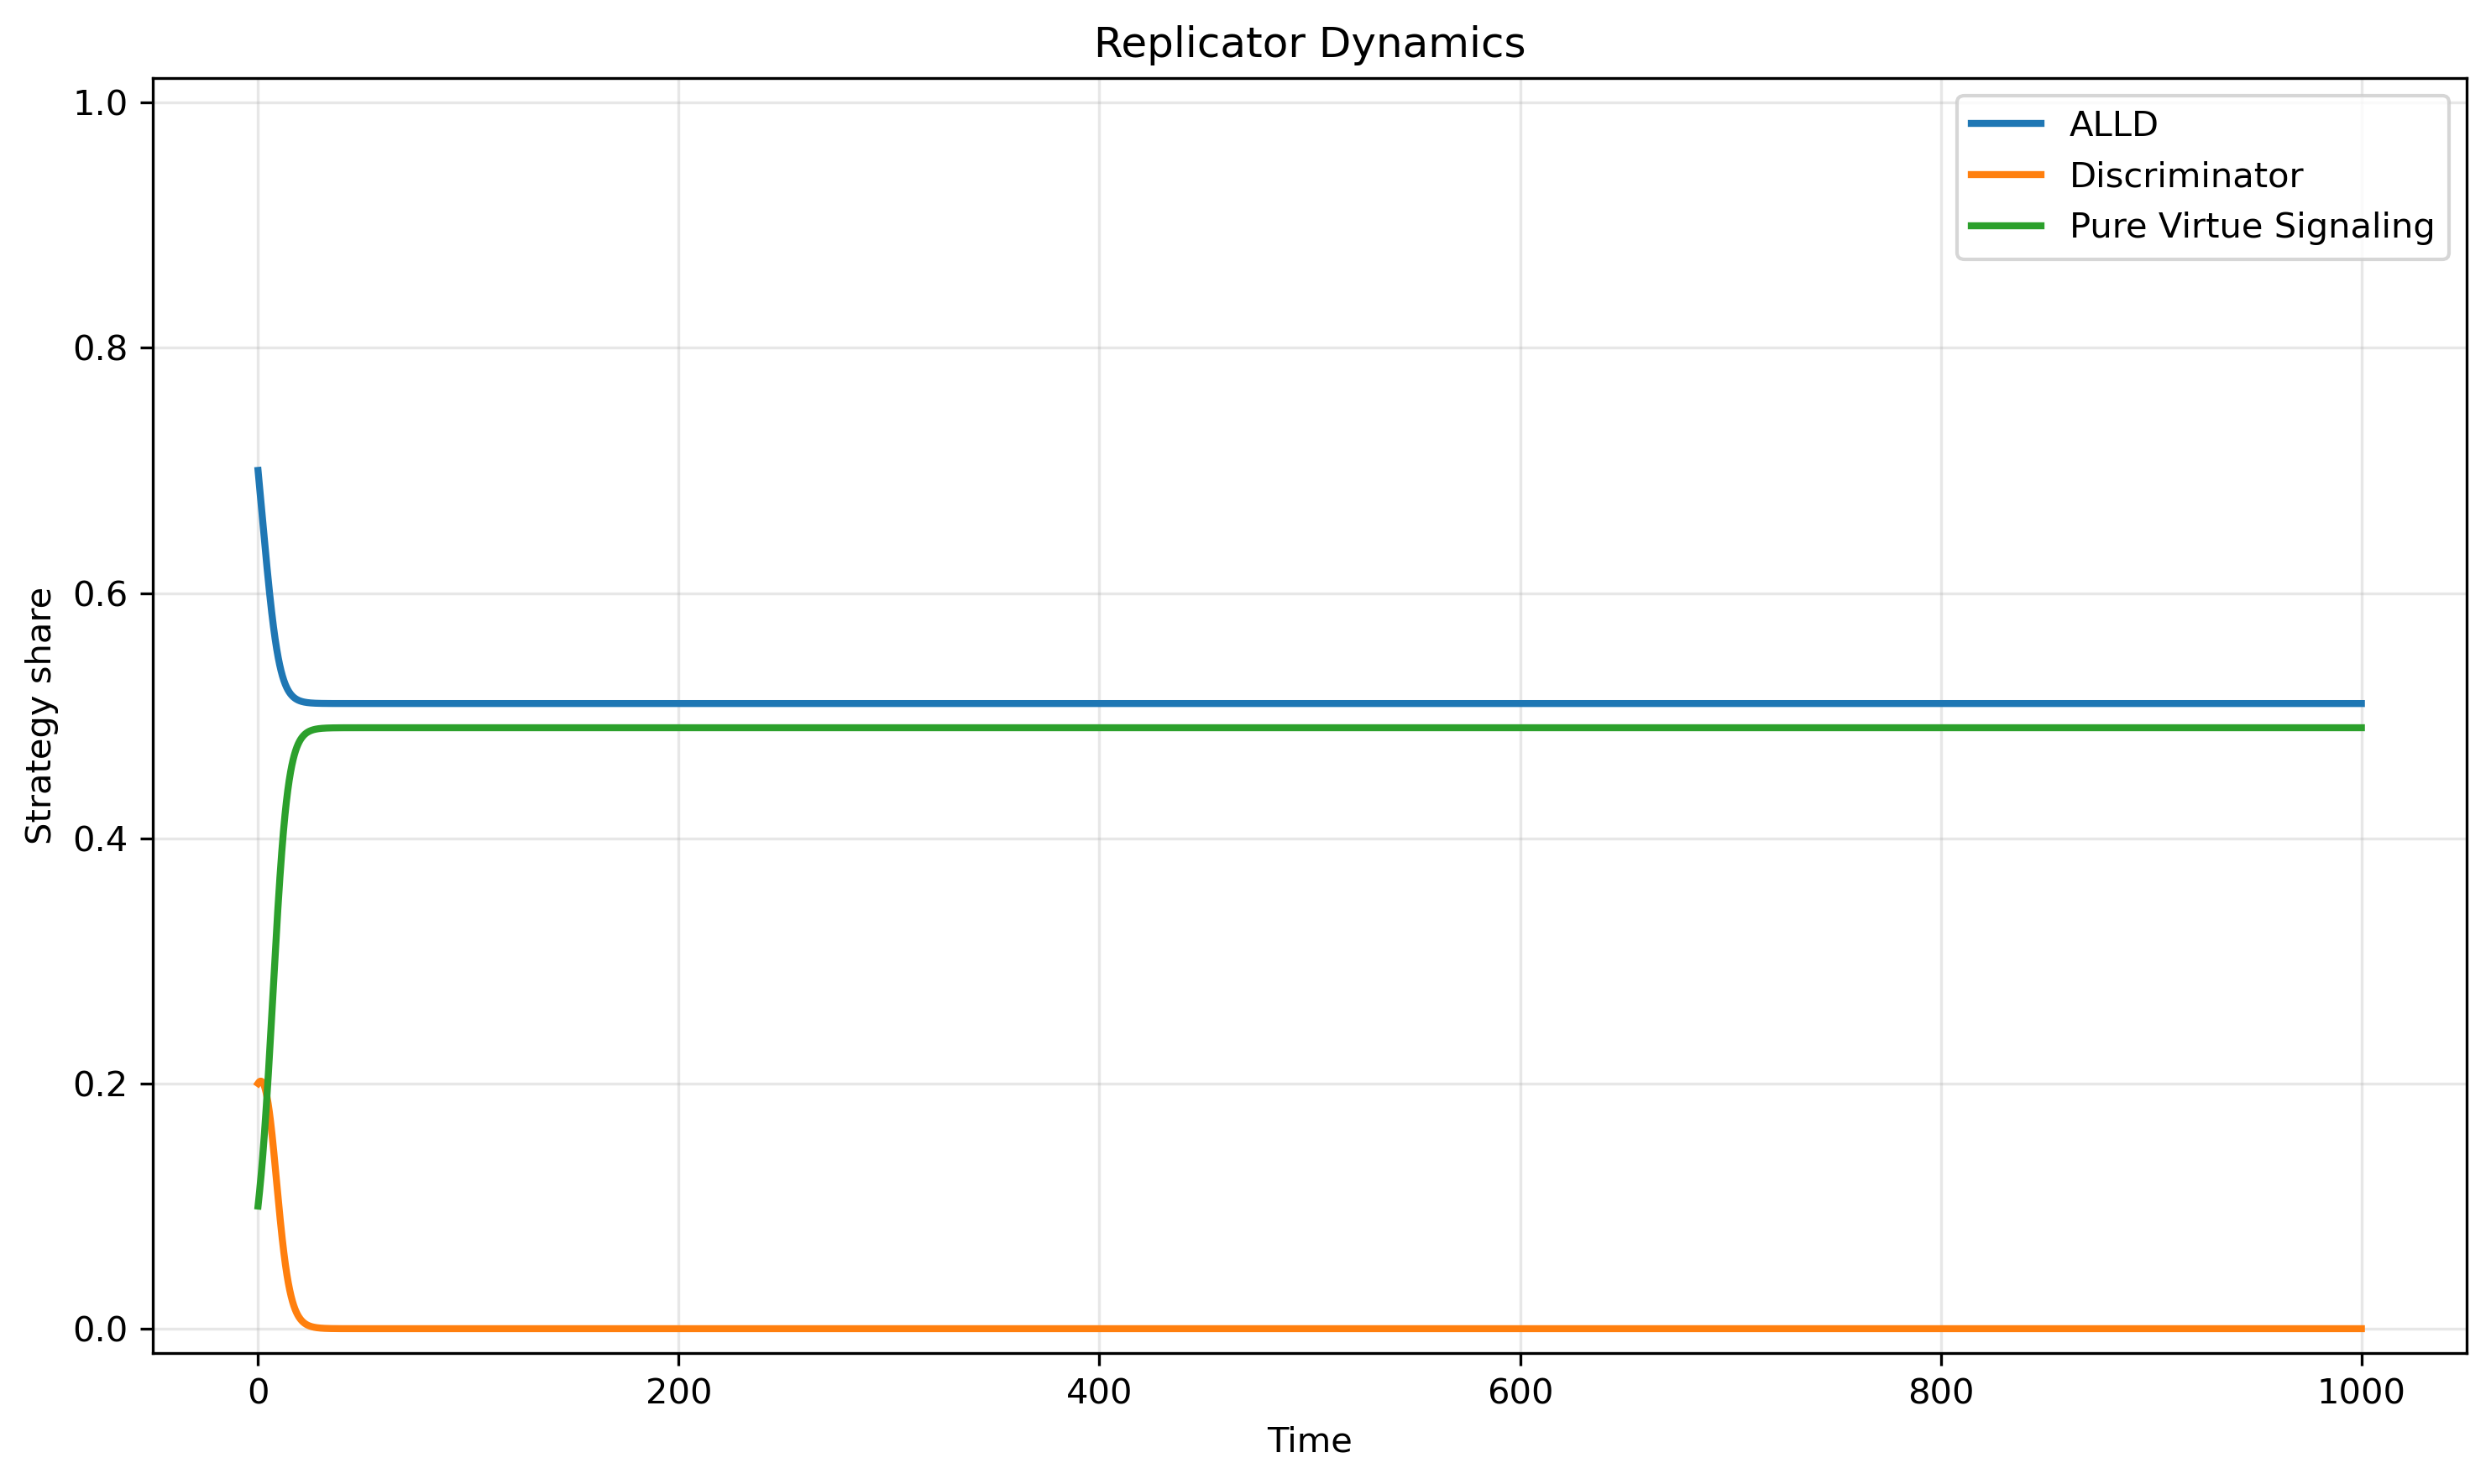 Replicator Dynamics
1.0
0.8
0.6
0.4
0.2
0.0
Strategy share
ALLD
Discriminator
Pure Virtue Signaling
0 200 400 600 800 1000
Time